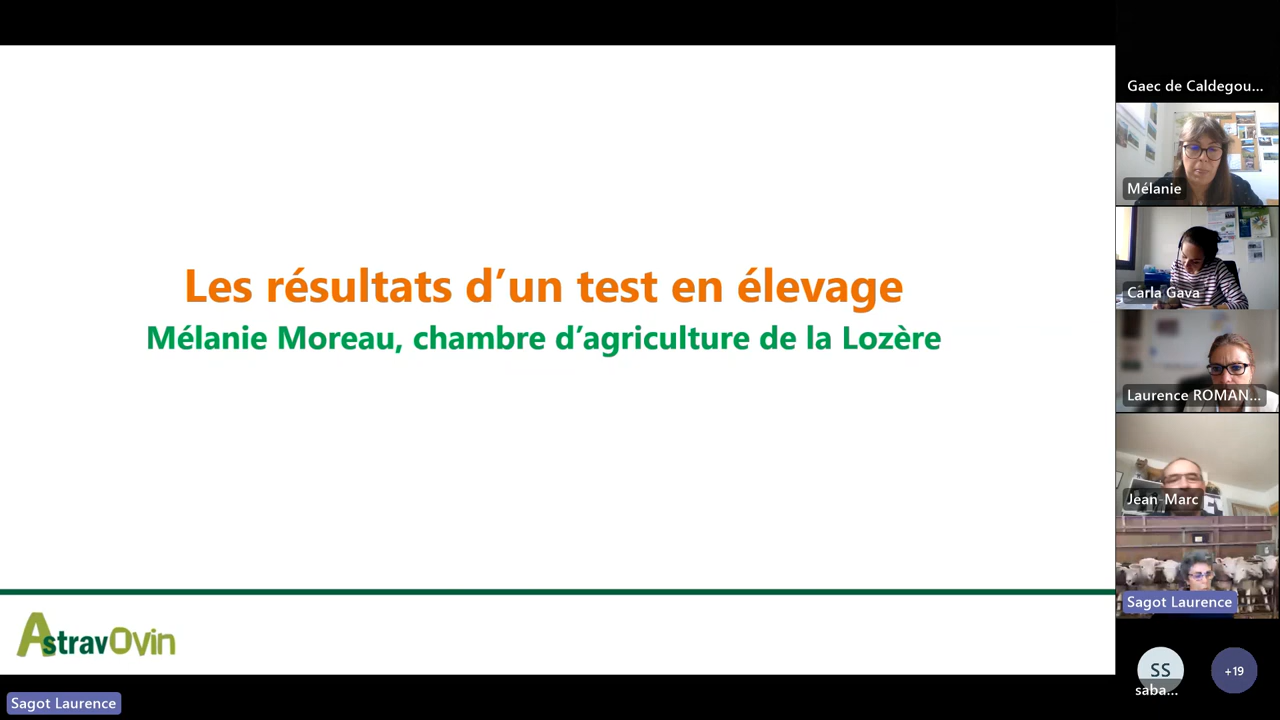 Les résultats d’un test en élevage
Mélanie Moreau, chambre d’agriculture de la Lozère
AstravOvin
Sagot Laurence
Gaec de Caldegou...
Mélanie
Carla Gava
Laurence ROMAN...
Jean-Marc
Sagot Laurence
SS
saba...
+19